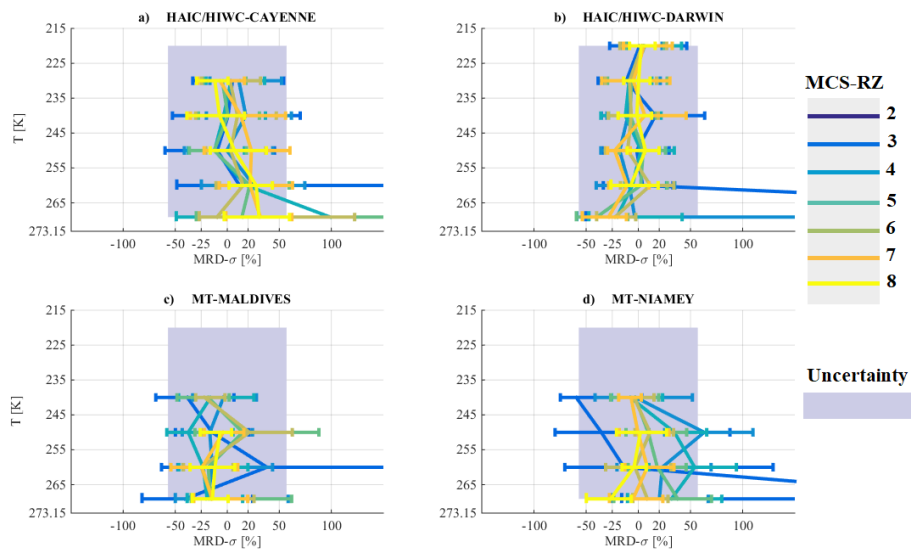 a) HAIC/HIWC-CAYENNE
215
225
235
245
255
265
273.15
T [K]
-100 -50 -25 0 20 50 100
MRD-σ [%]
b) HAIC/HIWC-DARWIN
215
225
235
245
255
265
273.15
-100 -50 -25 0 20 50 100
MRD-σ [%]
c) MT-MALDIVES
215
225
235
245
255
265
273.15
T [K]
-100 -50 -25 0 20 50 100
MRD-σ [%]
d) MT-NIAMEY
215
225
235
245
255
265
273.15
-100 -50 -25 0 20 50 100
MRD-σ [%]
MCS-RZ
2
3
4
5
6
7
8
Uncertainty